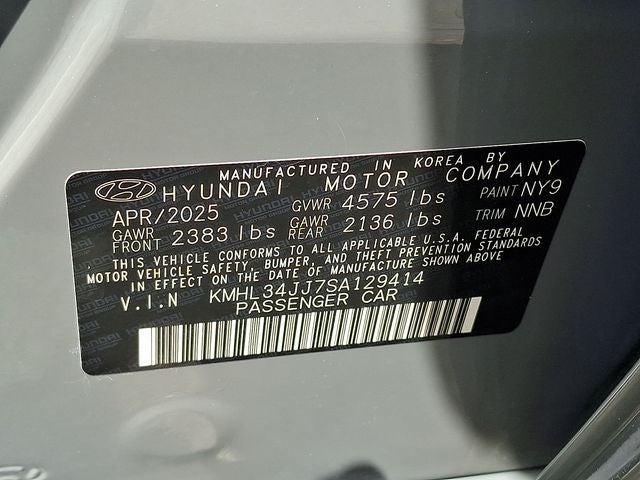 MANUFACTURED IN KOREA BY
HYUNDAI MOTOR COMPANY
APR/2025 GVWR 4575 lbs PAINT NY9
GAWR FRONT 2383 lbs GAWR REAR 2136 lbs TRIM NNB
THIS VEHICLE CONFORMS TO ALL APPLICABLE U.S.A. FEDERAL
MOTOR VEHICLE SAFETY, BUMPER, AND THEFT PREVENTION STANDARDS
IN EFFECT ON THE DATE OF MANUFACTURE SHOWN ABOVE
V.I.N KMHL34JJ7SA129414
PASSENGER CAR